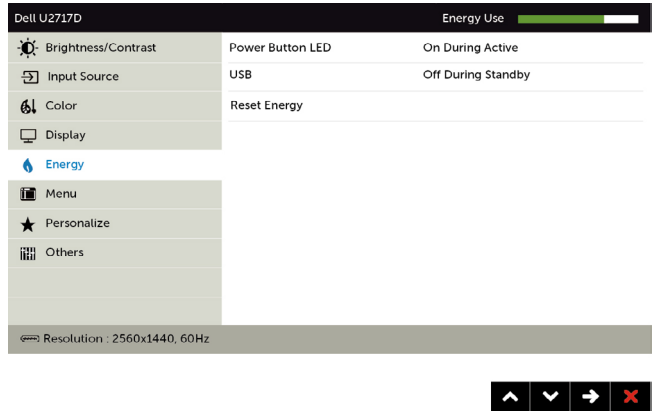 Dell U2717D Energy Use
Brightness/Contrast Power Button LED On During Active
Input Source USB Off During Standby
Color Reset Energy
Display
Energy
Menu
Personalize
Others
Resolution : 2560x1440, 60Hz